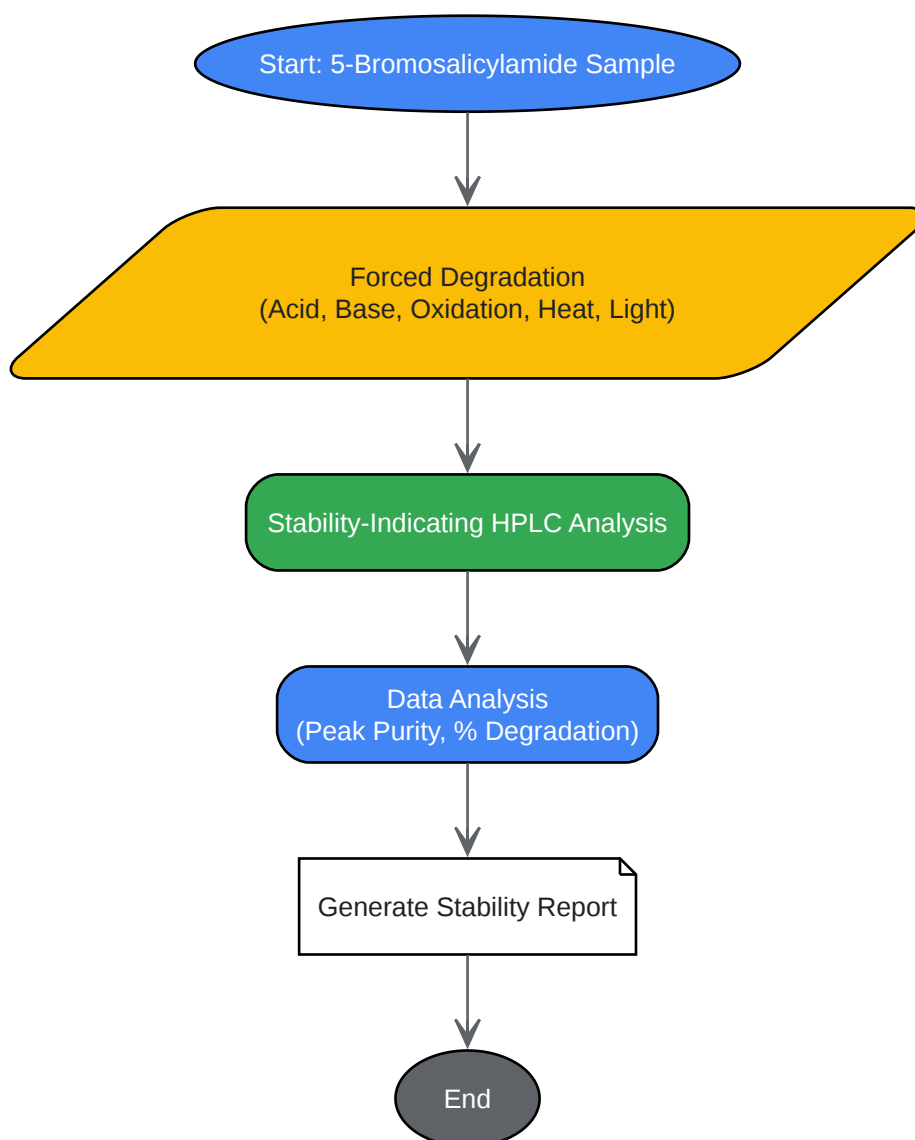 Start: 5-Bromosalicylamide Sample
Forced Degradation
(Acid, Base, Oxidation, Heat, Light)
Stability-Indicating HPLC Analysis
Data Analysis
(Peak Purity, % Degradation)
Generate Stability Report
End